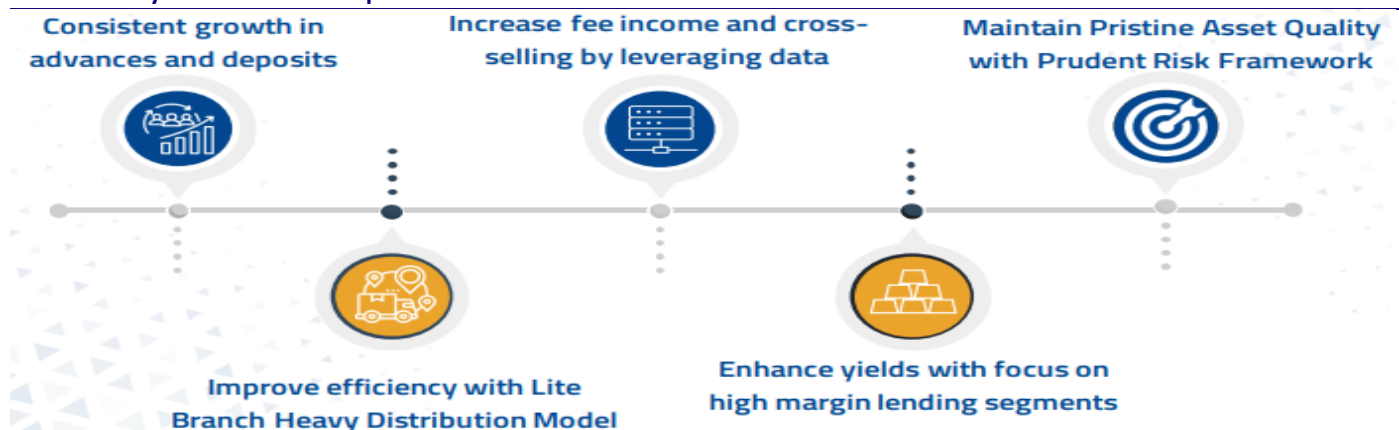 Consistent growth in
advances and deposits
Increase fee income and cross-
selling by leveraging data
Maintain Pristine Asset Quality
with Prudent Risk Framework
Improve efficiency with Lite
Branch Heavy Distribution Model
Enhance yields with focus on
high margin lending segments